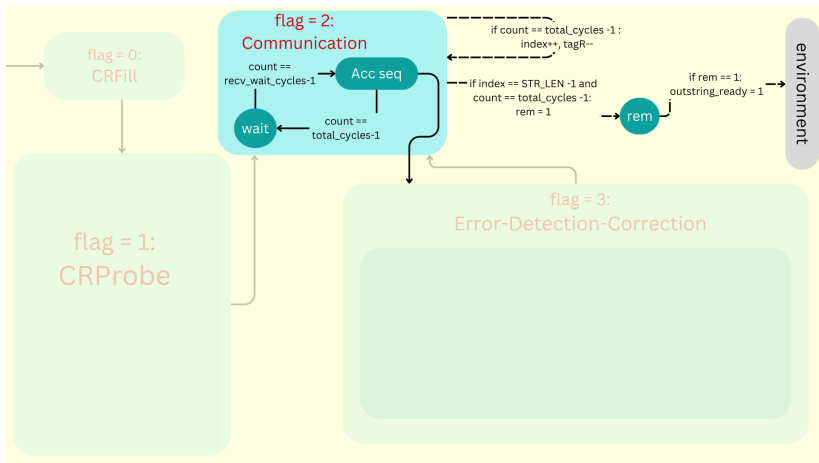 flag = 0:
CRFill
flag = 1:
CRProbe
flag = 2:
Communication
count ==
recv_wait_cycles-1
Acc seq
wait
count ==
total_cycles-1
if count == total_cycles -1 :
index++, tagR--
if index == STR_LEN -1 and
count == total_cycles -1:
rem = 1
rem
if rem == 1:
outstring_ready = 1
environment
flag = 3:
Error-Detection-Correction